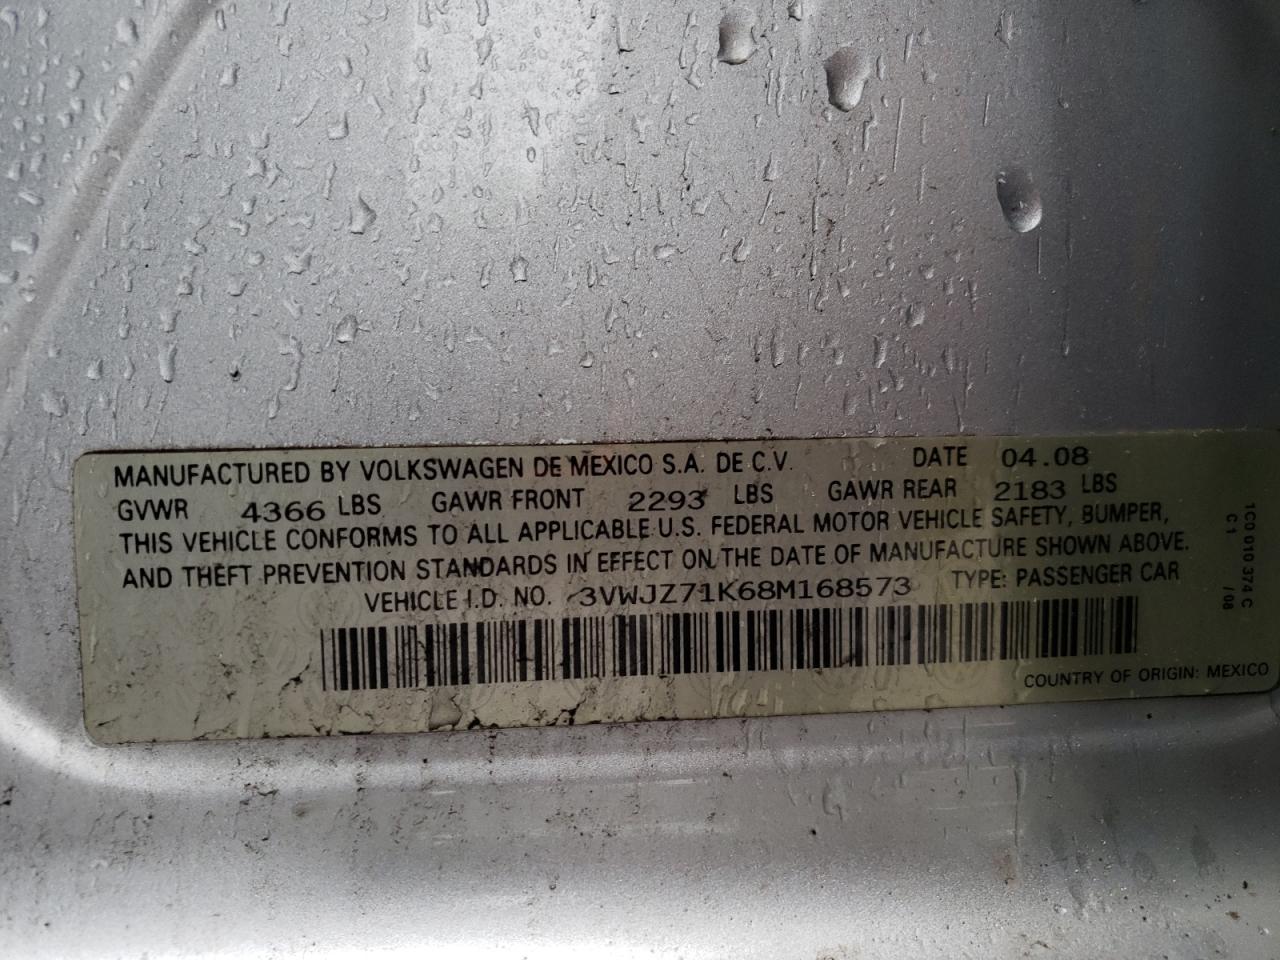 MANUFACTURED BY VOLKSWAGEN DE MEXICO S.A. DE C.V. DATE 04.08
GVWR 4366 LBS GAWR FRONT 2293 LBS GAWR REAR 2183 LBS
THIS VEHICLE CONFORMS TO ALL APPLICABLE U.S. FEDERAL MOTOR VEHICLE SAFETY, BUMPER,
AND THEFT PREVENTION STANDARDS IN EFFECT ON THE DATE OF MANUFACTURE SHOWN ABOVE.
VEHICLE I.D. NO. 3VWJZ71K68M168573 TYPE: PASSENGER CAR
COUNTRY OF ORIGIN: MEXICO
1C0 010 374 C
C1 /08